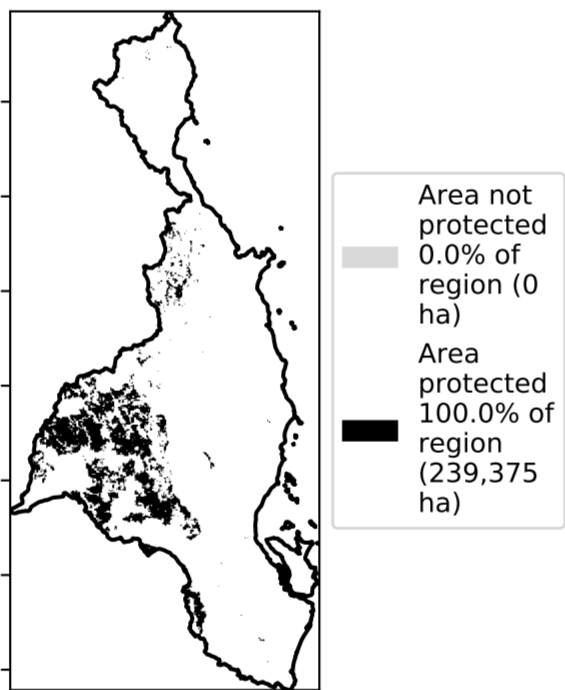 Area not
protected
0.0% of
region (0
ha)
Area
protected
100.0% of
region
(239,375
ha)